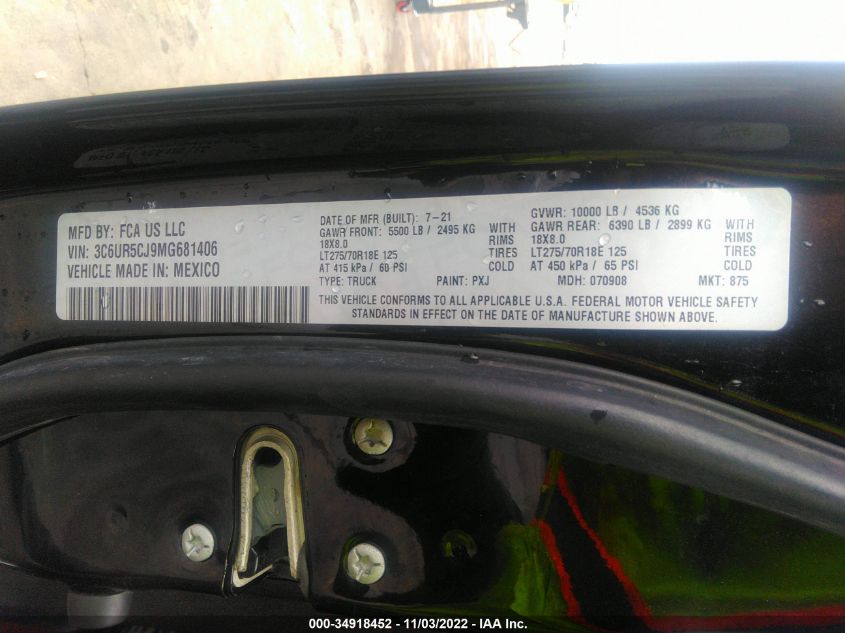 MFD BY: FCA US LLC
VIN: 3C6UR5CJ9MG681406
VEHICLE MADE IN: MEXICO
DATE OF MFR (BUILT): 7-21
GAWR FRONT: 5500 LB / 2495 KG WITH
18X8.0 RIMS
LT275/70R18E 125 TIRES
AT 415 kPa / 60 PSI COLD
TYPE: TRUCK PAINT: PXJ
GVWR: 10000 LB / 4536 KG
GAWR REAR: 6390 LB / 2899 KG WITH
18X8.0 RIMS
LT275/70R18E 125 TIRES
AT 450 kPa / 65 PSI COLD
MDH: 070908 MKT: 875
THIS VEHICLE CONFORMS TO ALL APPLICABLE U.S.A. FEDERAL MOTOR VEHICLE SAFETY
STANDARDS IN EFFECT ON THE DATE OF MANUFACTURE SHOWN ABOVE.
000-34918452 - 11/03/2022 - IAA Inc.